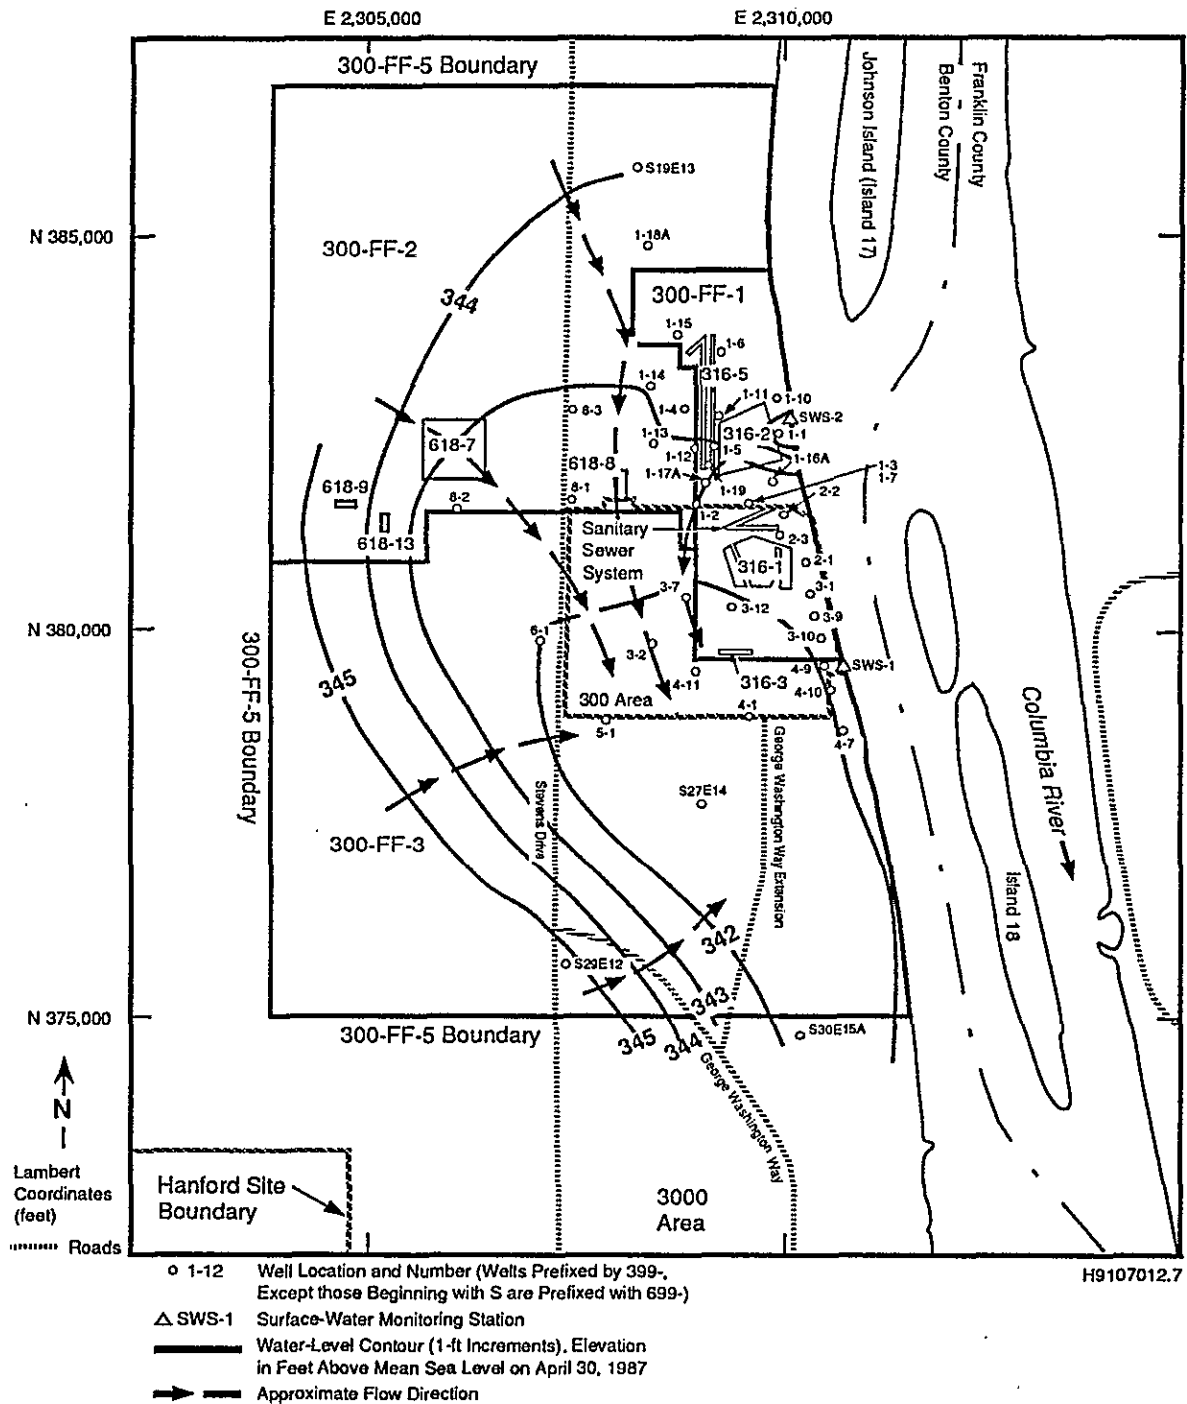 E 2,305,000
E 2,310,000
300-FF-5 Boundary
Johnson Island (Island 17)
Benton County
Franklin County
S19E13
N 385,000
300-FF-2
1-18A
344
300-FF-1
1-15
1-6
316-5
1-14
1-11
1-10
8-3
1-4
SWS-2
618-7
1-13
316-2
1-1
1-12
1-5
618-8
1-16A
1-17A
1-3
1-7
618-9
8-2
8-1
1-19
2-2
618-13
1-2
Sanitary
Sewer
System
2-3
316-1
2-1
3-7
3-12
3-1
3-9
N 380,000
6-1
3-2
3-10
SWS-1
4-9
345
4-11
316-3
4-10
300 Area
4-1
5-1
4-7
300-FF-5 Boundary
George Washington Way Extension
Columbia River
Stevens Drive
S27E14
300-FF-3
Island 18
342
S29E12
343
N 375,000
300-FF-5 Boundary
345
344
S30E15A
George Washington Way
N
Lambert
Coordinates
(feet)
Roads
Hanford Site
Boundary
3000
Area
1-12 Well Location and Number (Wells Prefixed by 399-,
Except those Beginning with S are Prefixed with 699-)
H9107012.7
SWS-1 Surface-Water Monitoring Station
Water-Level Contour (1-ft Increments). Elevation
in Feet Above Mean Sea Level on April 30, 1987
Approximate Flow Direction